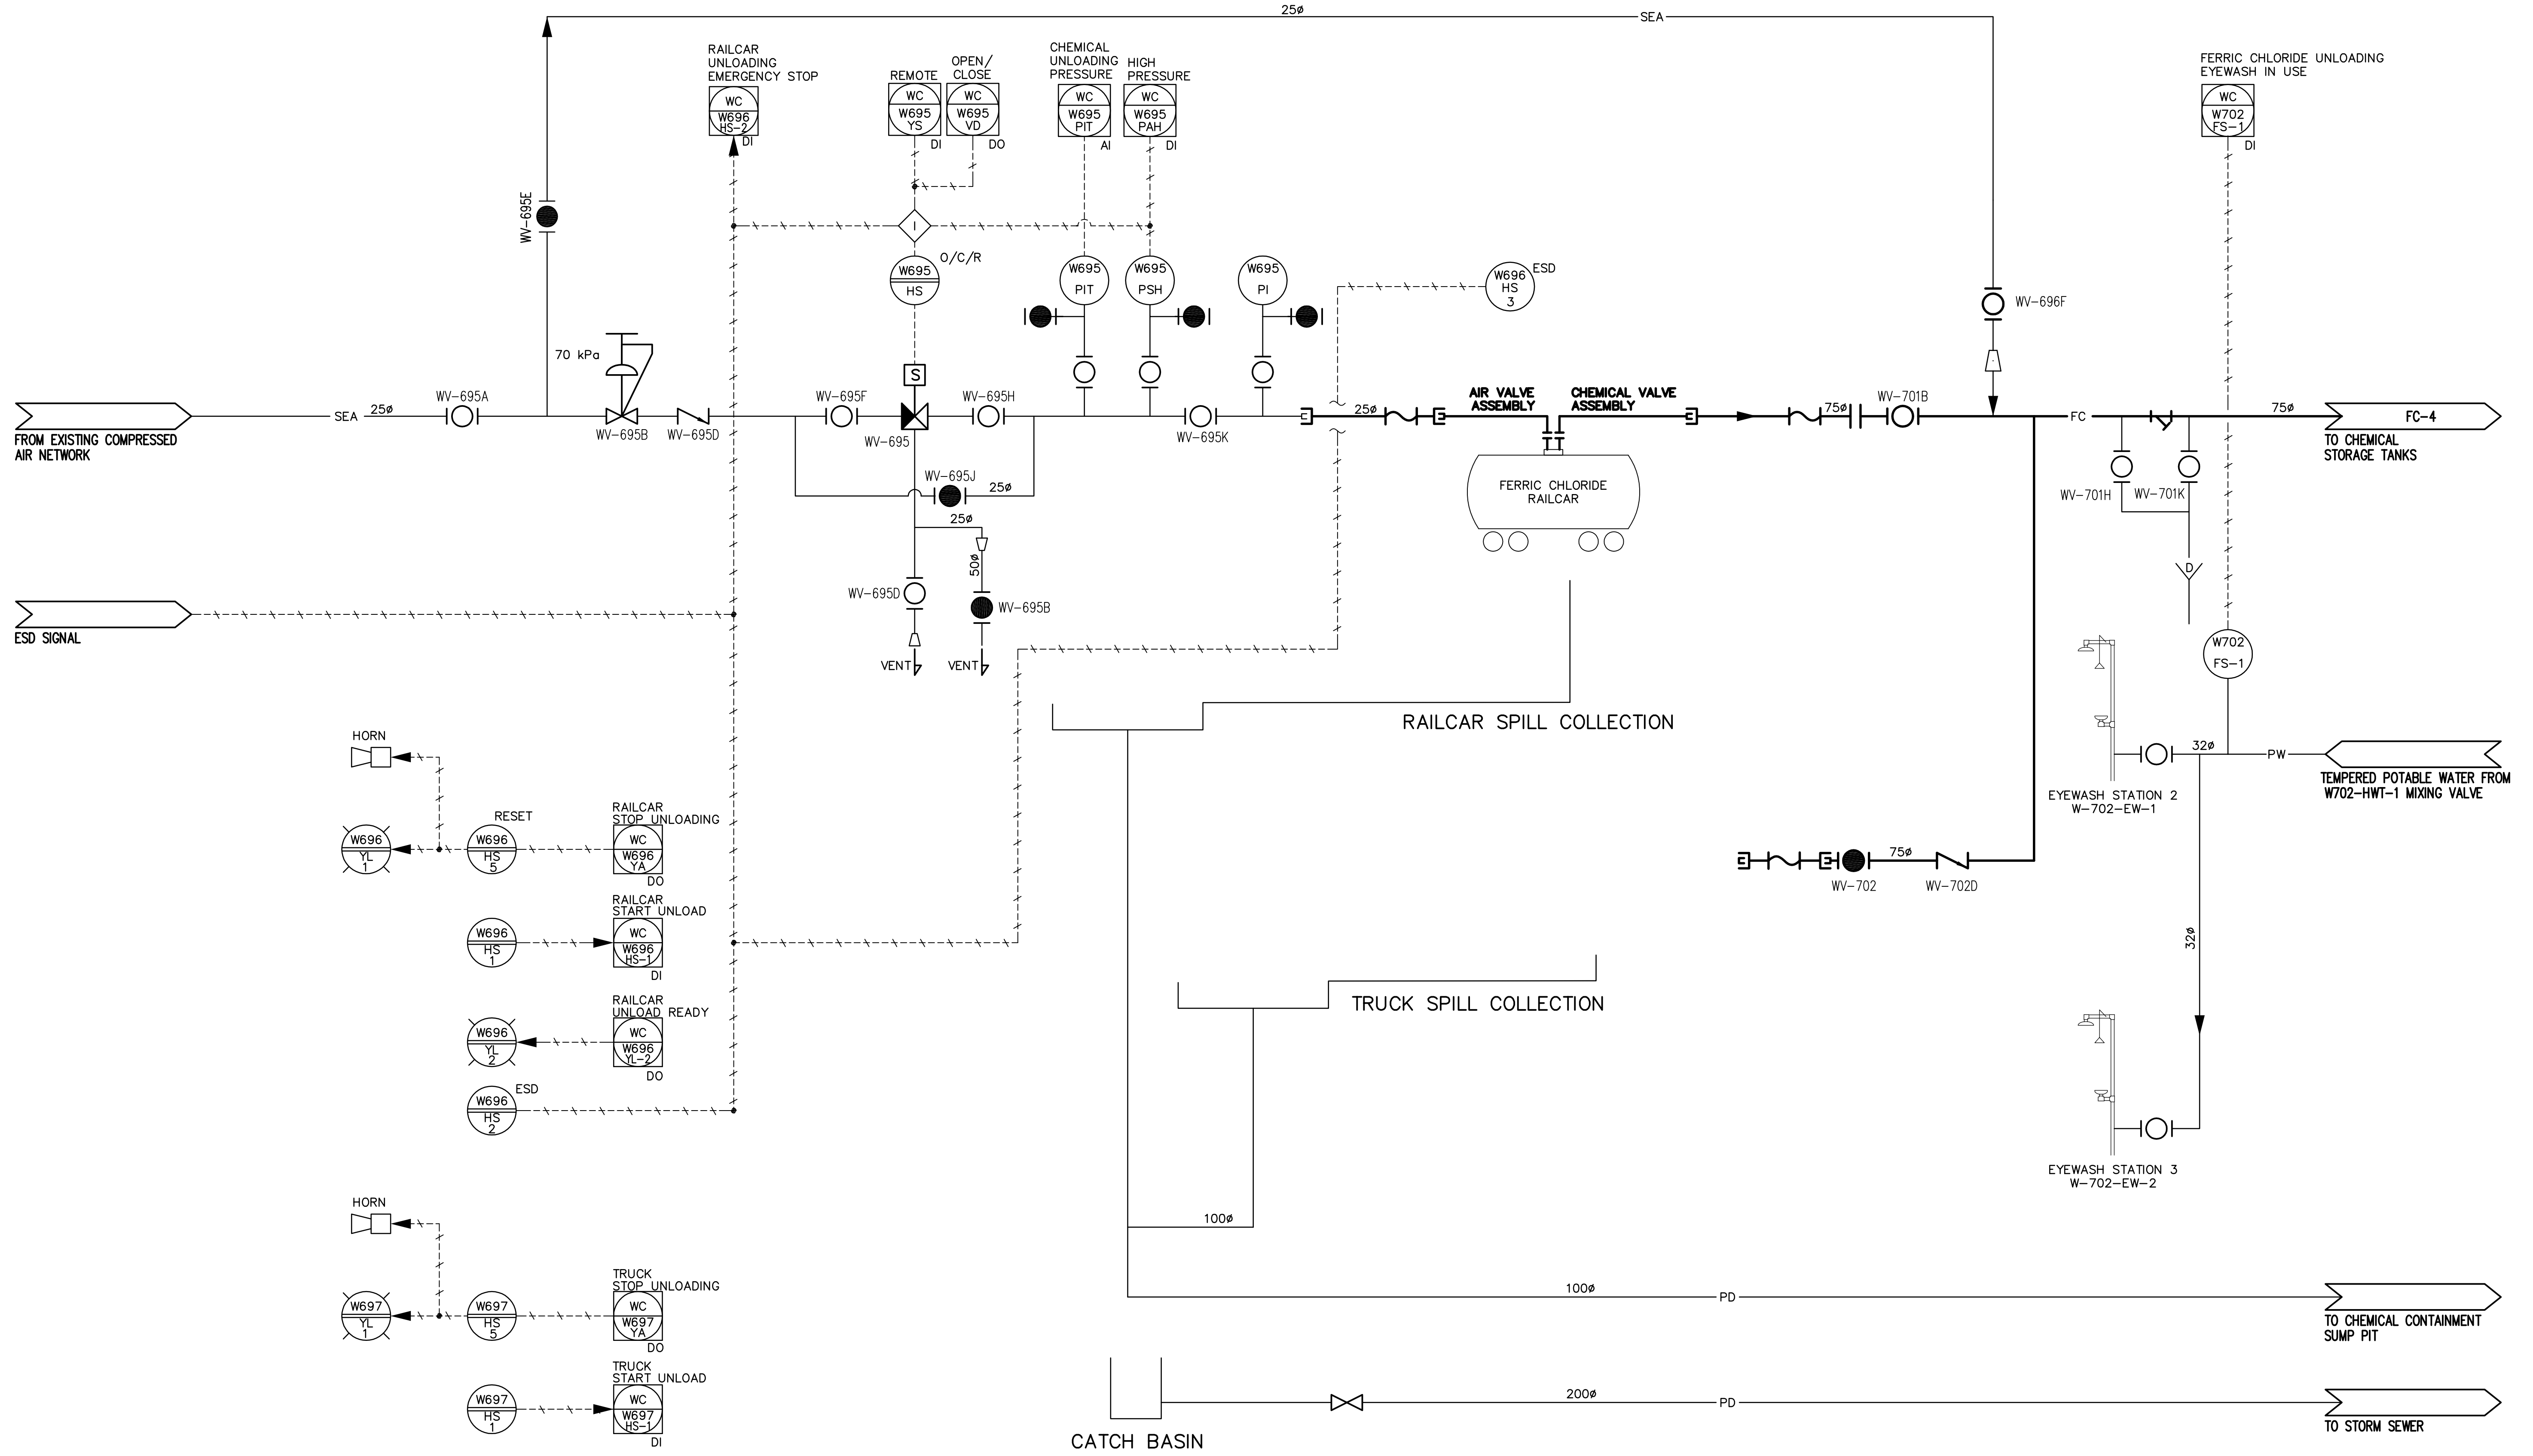 25ø
SEA
RAILCAR
UNLOADING
EMERGENCY STOP
WC
W696
HS-2
DI
REMOTE
WC
W695
YS
DI
OPEN/
CLOSE
WC
W695
VD
DO
CHEMICAL
UNLOADING
PRESSURE
WC
W695
PIT
AI
HIGH
PRESSURE
WC
W695
PAH
DI
FERRIC CHLORIDE UNLOADING
EYEWASH IN USE
WC
W702
FS-1
DI
WV-695E
I
O/C/R
W695
HS
W695
PIT
W695
PSH
W695
PI
W696
HS
3
ESD
WV-696F
70 kPa
S
FROM EXISTING COMPRESSED
AIR NETWORK
SEA
25ø
WV-695A
WV-695B
WV-695D
WV-695F
WV-695
WV-695H
WV-695K
25ø
AIR VALVE
ASSEMBLY
CHEMICAL VALVE
ASSEMBLY
75ø
WV-701B
FC
75ø
FC-4
TO CHEMICAL
STORAGE TANKS
WV-695J
25ø
FERRIC CHLORIDE
RAILCAR
WV-701H
WV-701K
25ø
50ø
D
WV-695D
WV-695B
ESD SIGNAL
VENT
VENT
W702
FS-1
RAILCAR SPILL COLLECTION
HORN
32ø
PW
TEMPERED POTABLE WATER FROM
W702-HWT-1 MIXING VALVE
EYEWASH STATION 2
W-702-EW-1
RESET
RAILCAR
STOP UNLOADING
W696
YL
1
W696
HS
5
WC
W696
YA
DO
75ø
WV-702
WV-702D
RAILCAR
START UNLOAD
W696
HS
1
WC
W696
HS-1
DI
32ø
RAILCAR
UNLOAD READY
W696
YL
2
WC
W696
YL-2
DO
TRUCK SPILL COLLECTION
ESD
W696
HS
2
EYEWASH STATION 3
W-702-EW-2
HORN
100ø
TRUCK
STOP UNLOADING
W697
YL
1
W697
HS
5
WC
W697
YA
DO
100ø
PD
TO CHEMICAL CONTAINMENT
SUMP PIT
TRUCK
START UNLOAD
W697
HS
1
WC
W697
HS-1
DI
200ø
PD
TO STORM SEWER
CATCH BASIN